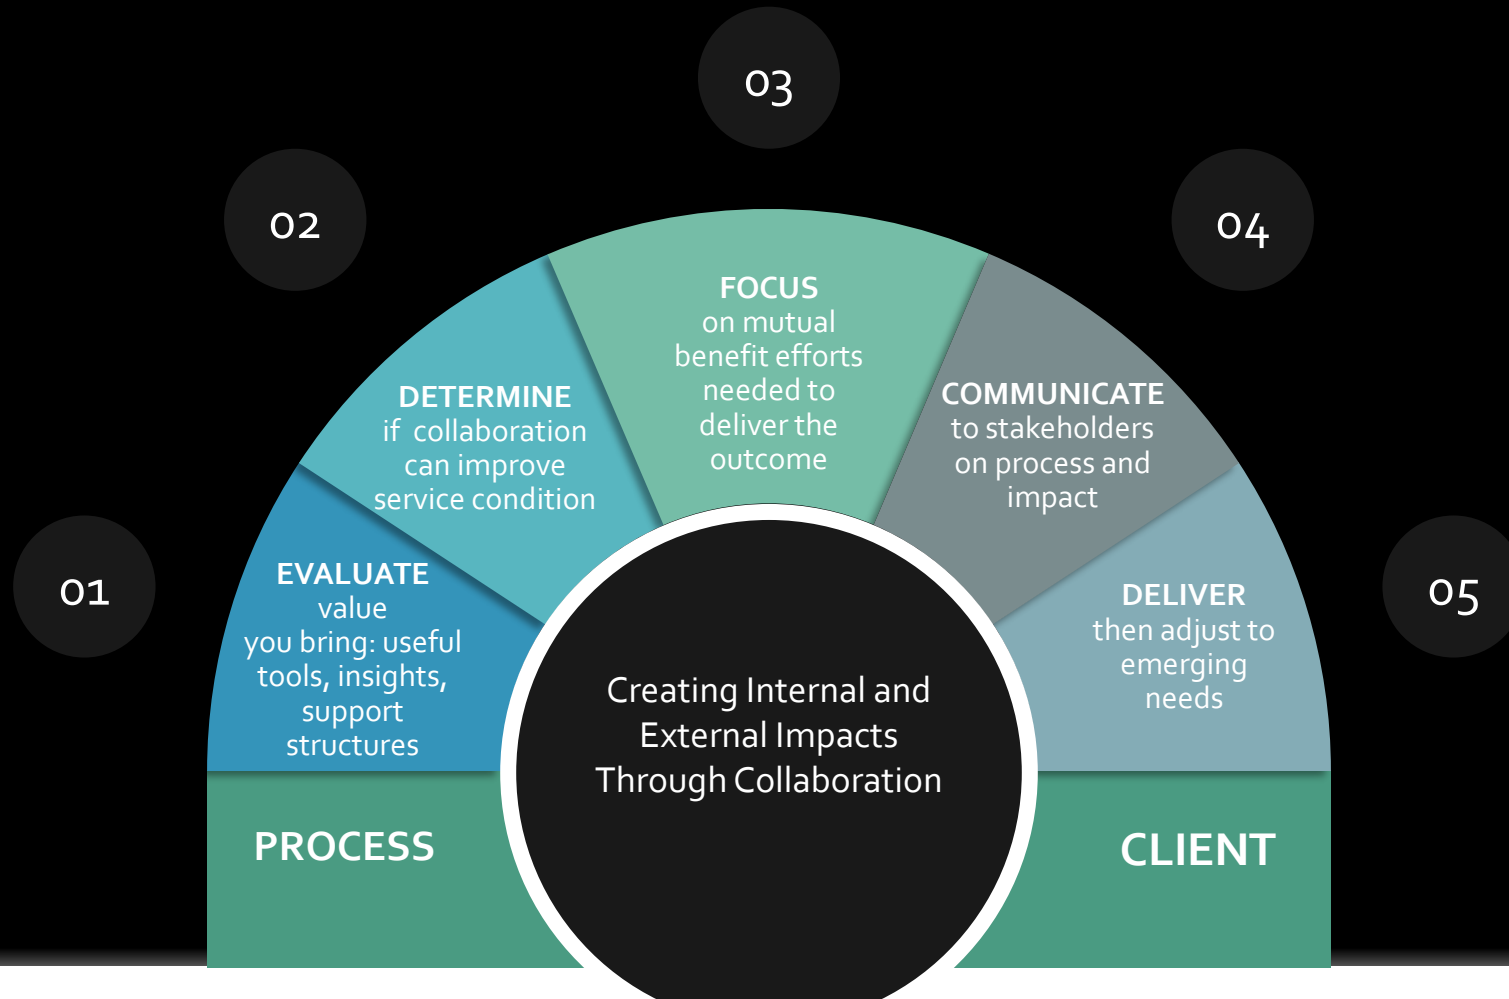 01
EVALUATE
value
you bring: useful
tools, insights,
support
structures
02
DETERMINE
if collaboration
can improve
service condition
03
FOCUS
on mutual
benefit efforts
needed to
deliver the
outcome
04
COMMUNICATE
to stakeholders
on process and
impact
05
DELIVER
then adjust to
emerging
needs
Creating Internal and
External Impacts
Through Collaboration
PROCESS
CLIENT